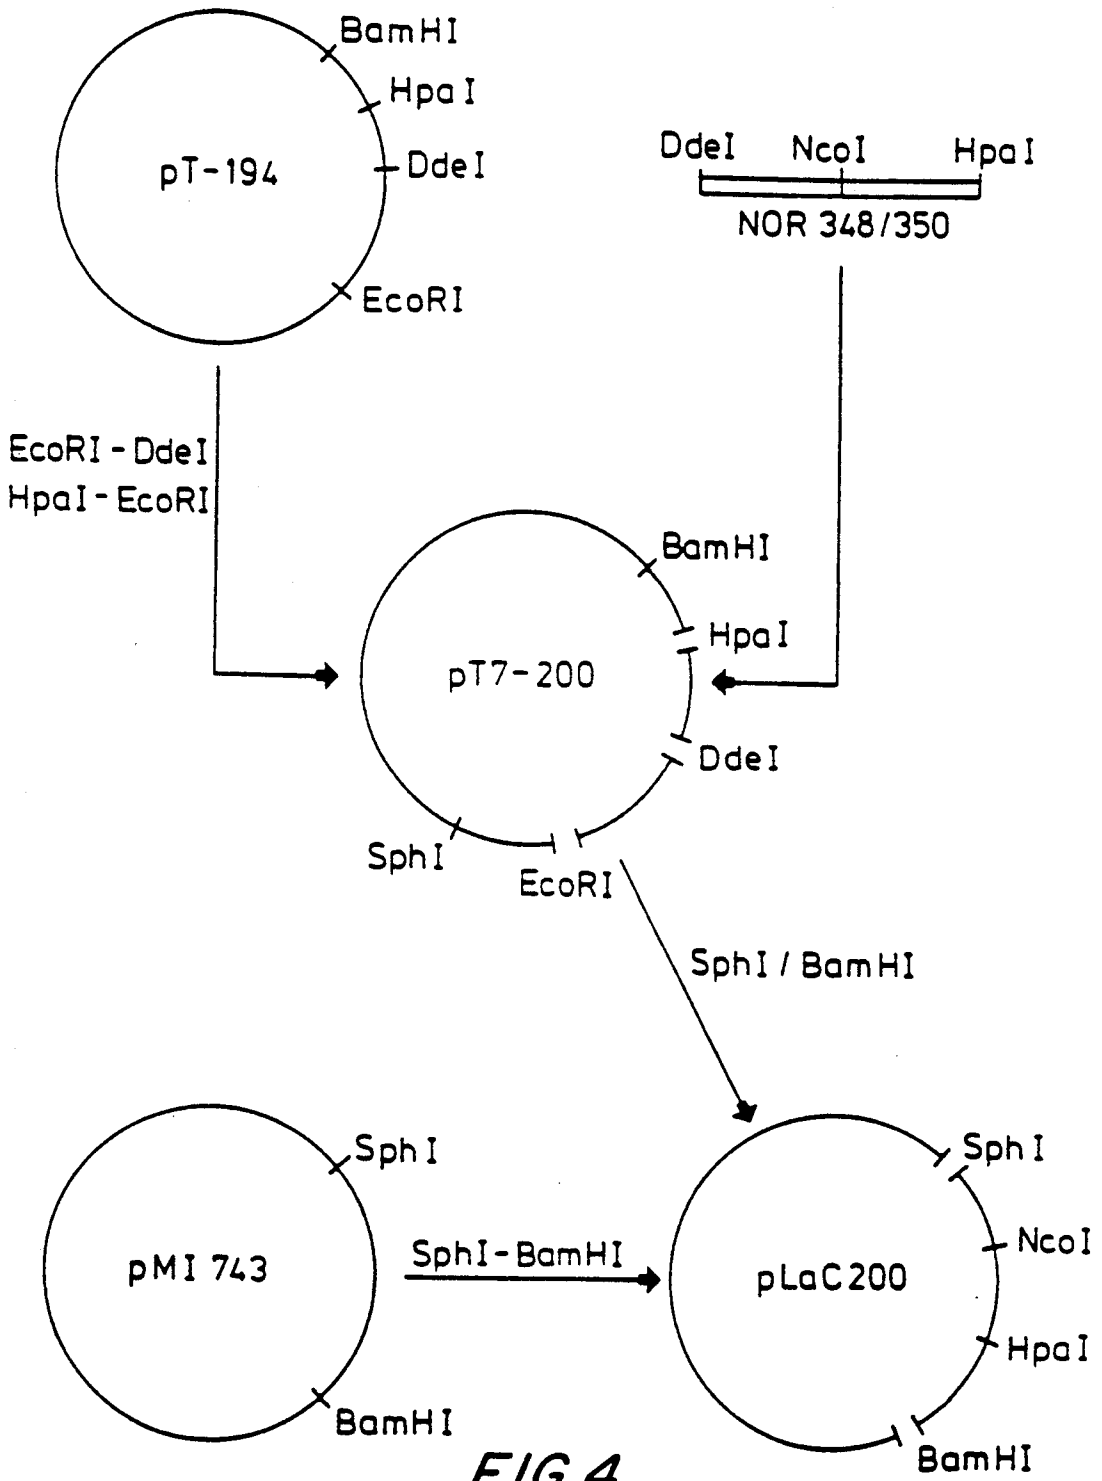 BamHI
HpaI
pT-194
DdeI
EcoRI
DdeI NcoI HpaI
NOR 348/350
EcoRI-DdeI
HpaI-EcoRI
BamHI
HpaI
pT7-200
DdeI
SphI
EcoRI
SphI / BamHI
SphI
pMI 743
BamHI
SphI-BamHI
SphI
NcoI
pLaC200
HpaI
BamHI
FIG.4